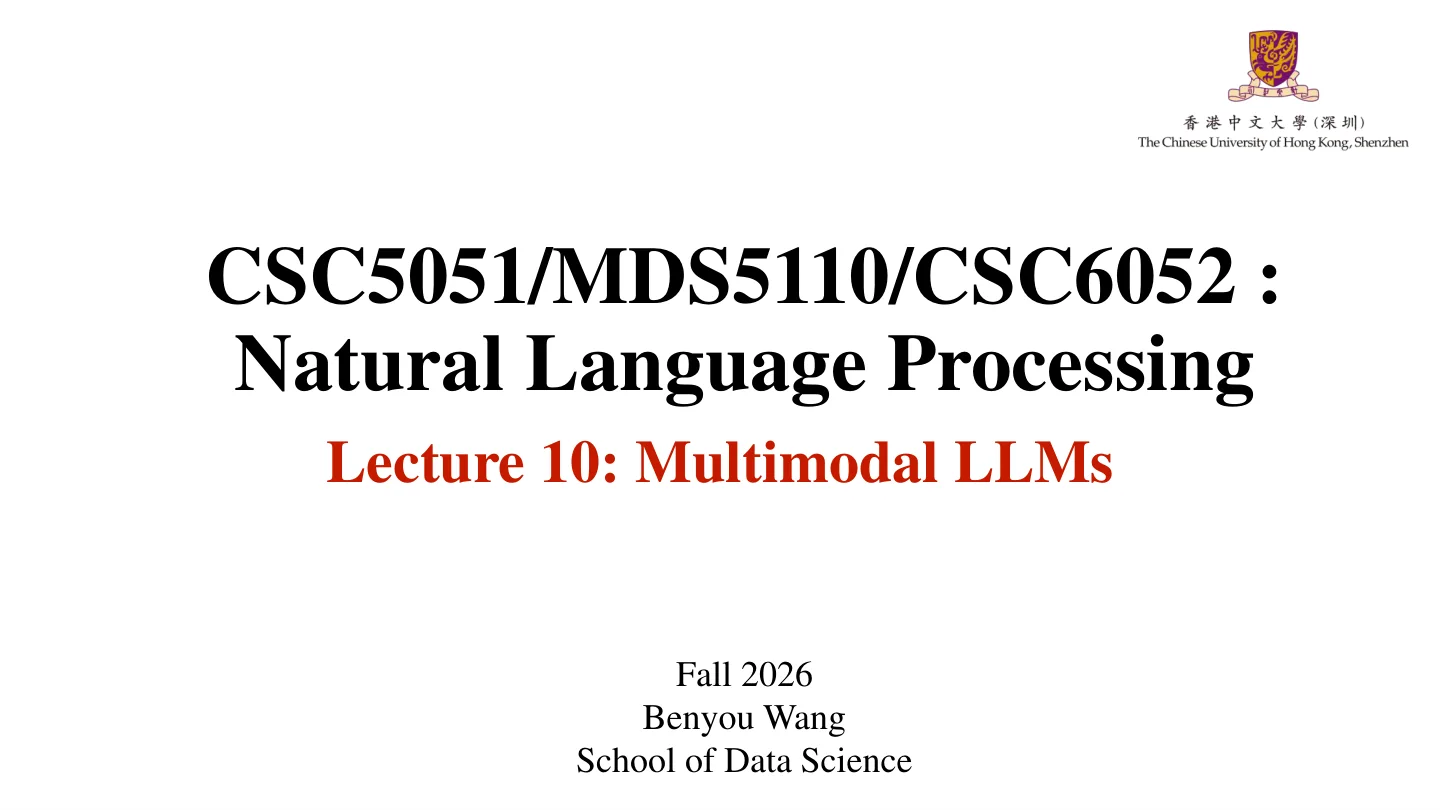 香港中文大學(深圳)
The Chinese University of Hong Kong, Shenzhen
CSC5051/MDS5110/CSC6052 :
Natural Language Processing
Lecture 10: Multimodal LLMs
Fall 2026
Benyou Wang
School of Data Science